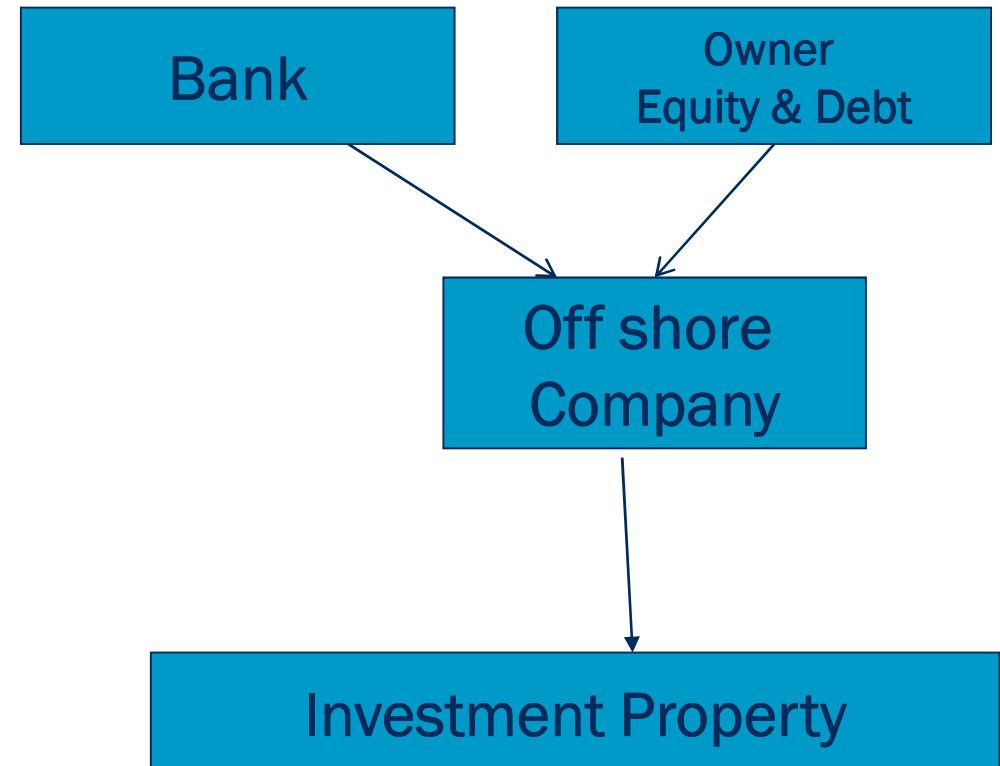 Bank
Owner
Equity & Debt
Off shore
Company
Investment Property